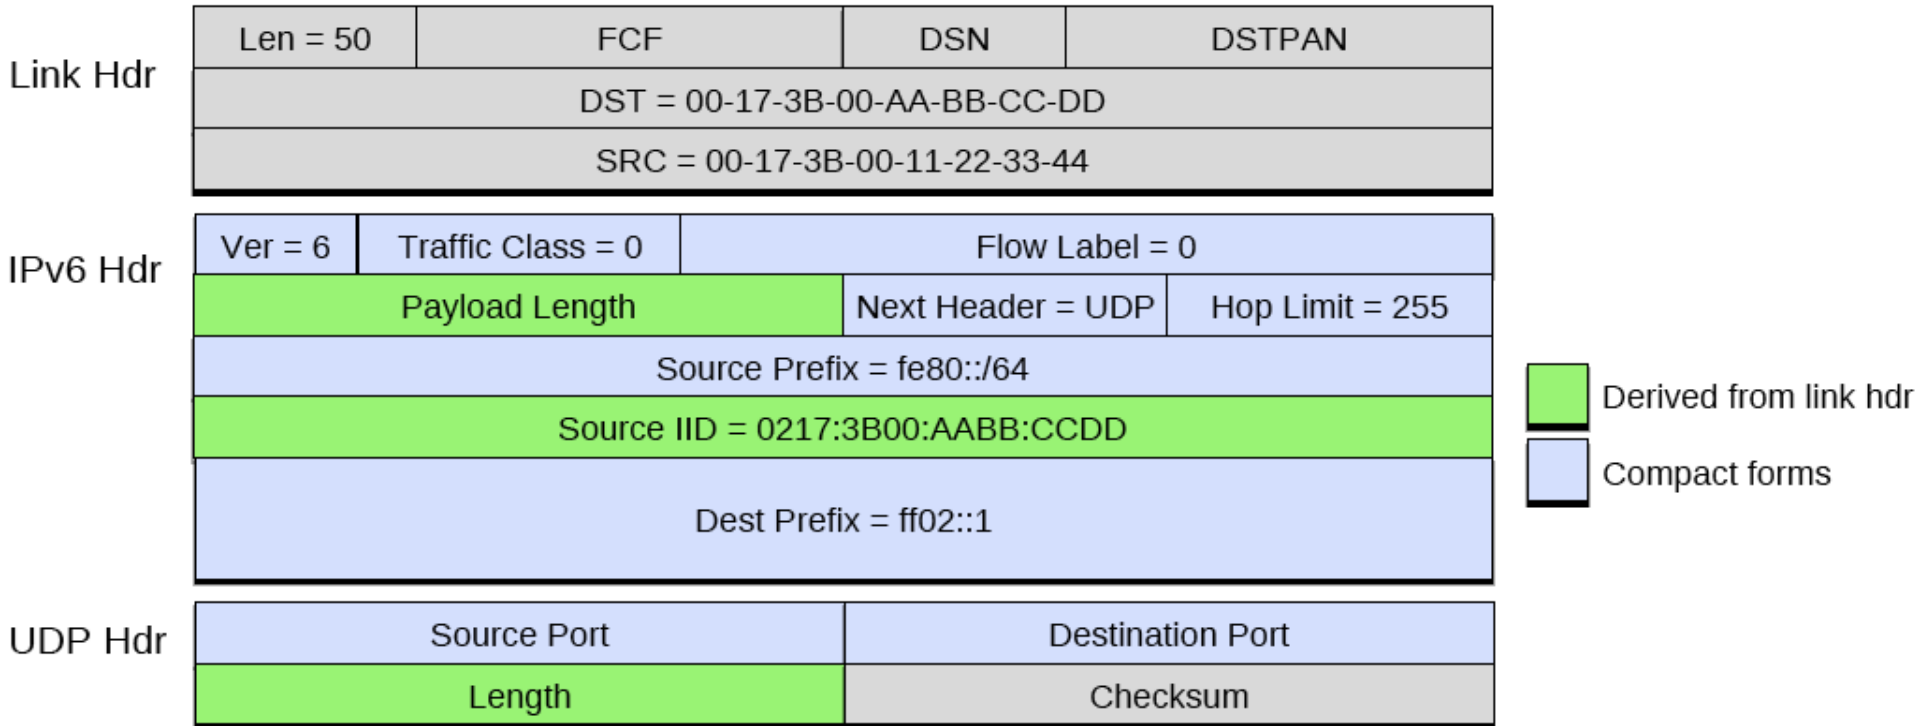 Link Hdr
Len = 50
FCF
DSN
DSTPAN
DST = 00-17-3B-00-AA-BB-CC-DD
SRC = 00-17-3B-00-11-22-33-44
IPv6 Hdr
Ver = 6
Traffic Class = 0
Flow Label = 0
Payload Length
Next Header = UDP
Hop Limit = 255
Source Prefix = fe80::/64
Source IID = 0217:3B00:AABB:CCDD
Dest Prefix = ff02::1
Derived from link hdr
Compact forms
UDP Hdr
Source Port
Destination Port
Length
Checksum